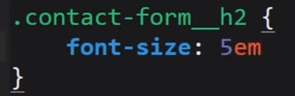 .contact-form__h2 {
    font-size: 5em
}